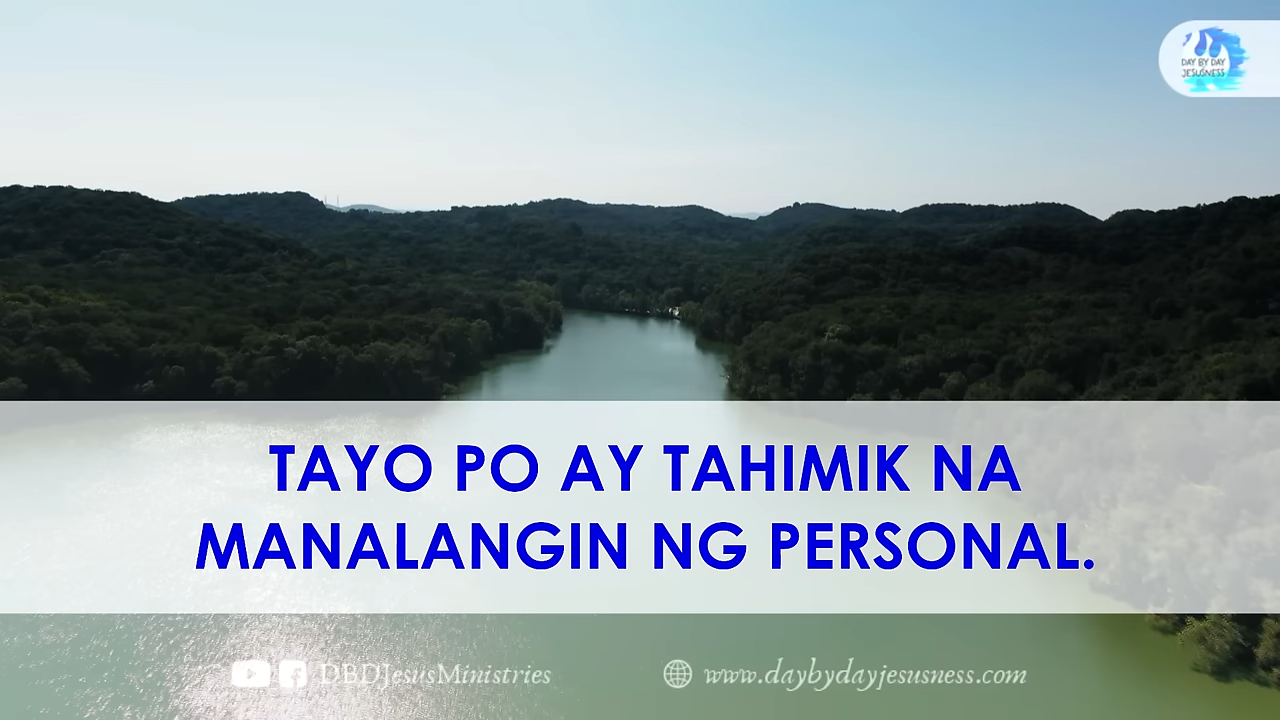 DAY BY DAY
JESUSNESS
TAYO PO AY TAHIMIK NA
MANALANGIN NG PERSONAL.
DBDJesusMinistries
www.daybydayjesusness.com